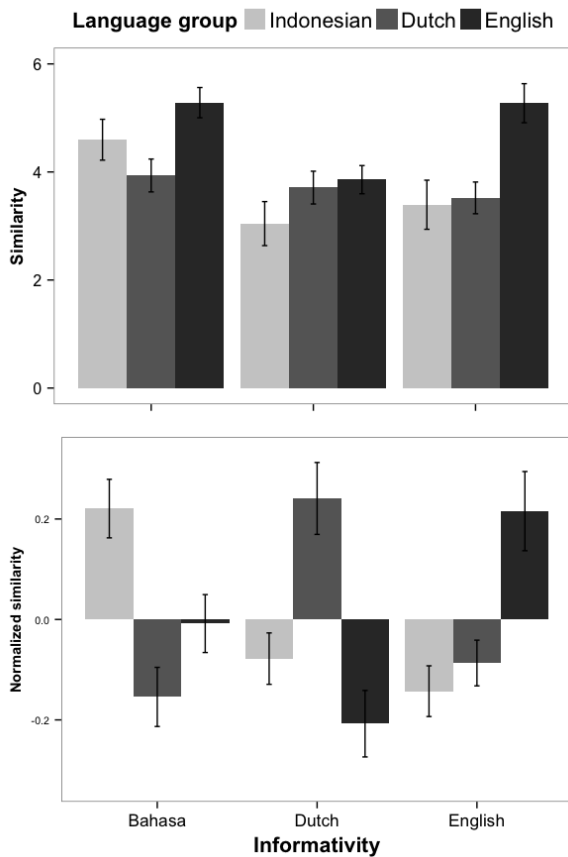 Language group Indonesian Dutch English
6
4
2
0
Similarity
0.2
0.0
-0.2
Normalized similarity
Bahasa Dutch English
Informativity